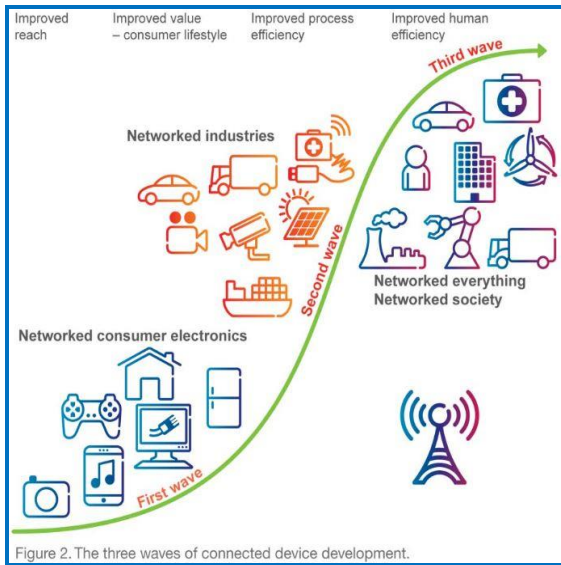 Improved
reach
Improved value
– consumer lifestyle
Improved process
efficiency
Improved human
efficiency
Third wave
Networked industries
Second wave
Networked everything
Networked society
Networked consumer electronics
First wave
Figure 2. The three waves of connected device development.